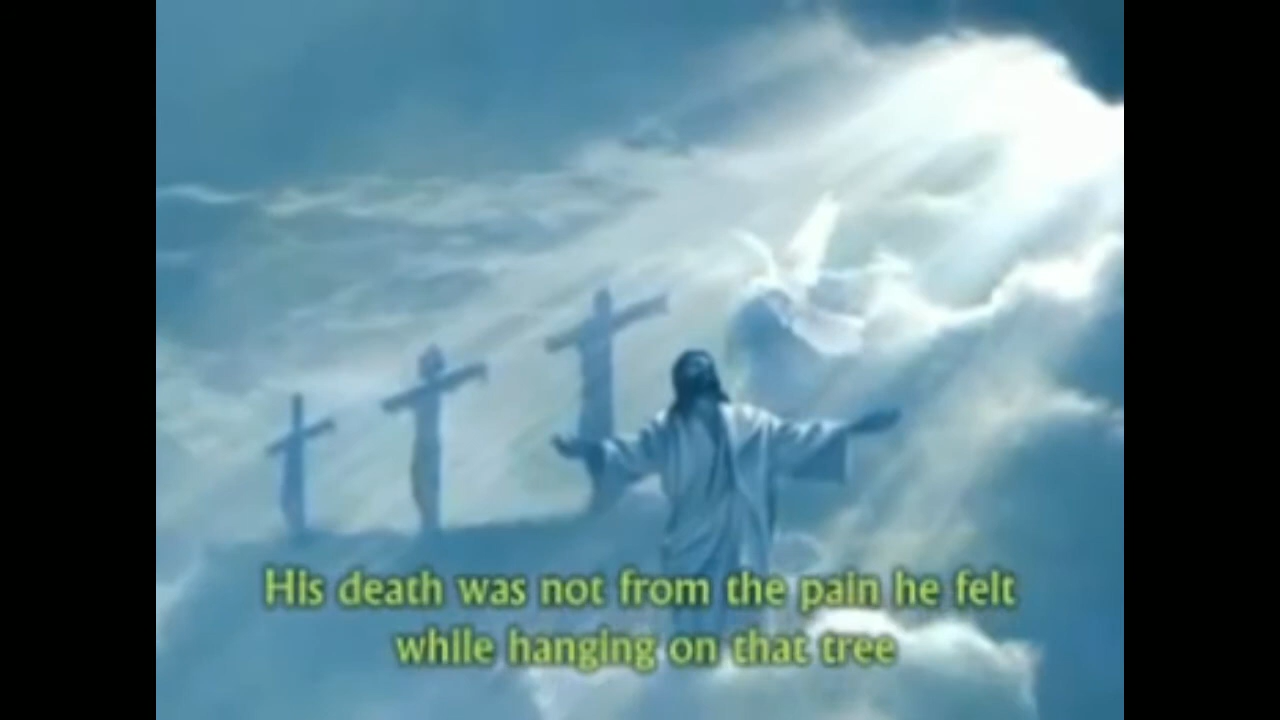 His death was not from the pain he felt
while hanging on that tree